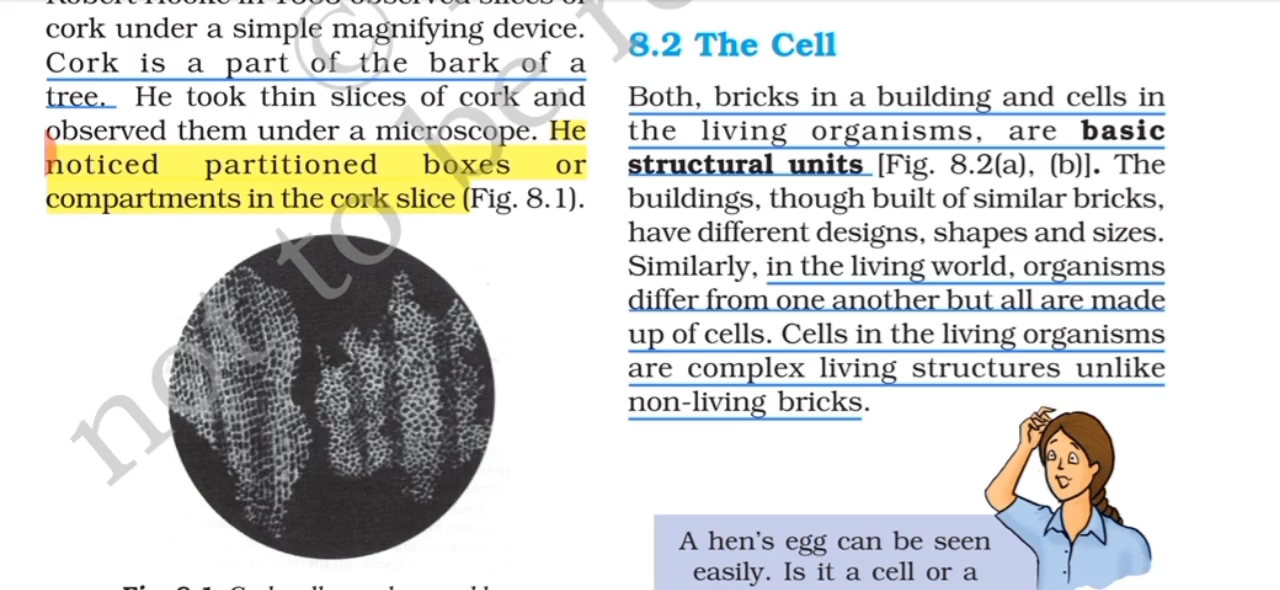 cork under a simple magnifying device.
Cork is a part of the bark of a
tree. He took thin slices of cork and
observed them under a microscope. He
noticed partitioned boxes or
compartments in the cork slice (Fig. 8.1).
8.2 The Cell
Both, bricks in a building and cells in
the living organisms, are basic
structural units [Fig. 8.2(a), (b)]. The
buildings, though built of similar bricks,
have different designs, shapes and sizes.
Similarly, in the living world, organisms
differ from one another but all are made
up of cells. Cells in the living organisms
are complex living structures unlike
non-living bricks.
A hen's egg can be seen
easily. Is it a cell or a
not to be r
©